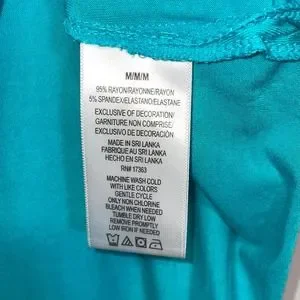 M/M/M
95% RAYON/RAYONNE/RAYON
5% SPANDEX/ELASTANO/ELASTANE
EXCLUSIVE OF DECORATION/
GARNITURE NON COMPRISE/
EXCLUSIVO DE DECORACIÓN
MADE IN SRI LANKA
FABRIQUE AU SRI LANKA
HECHO EN SRI LANKA
RN# 17363
MACHINE WASH COLD
WITH LIKE COLORS
GENTLE CYCLE
ONLY NON CHLORINE
BLEACH WHEN NEEDED
TUMBLE DRY LOW
REMOVE PROMPTLY
LOW IRON IF NEEDED